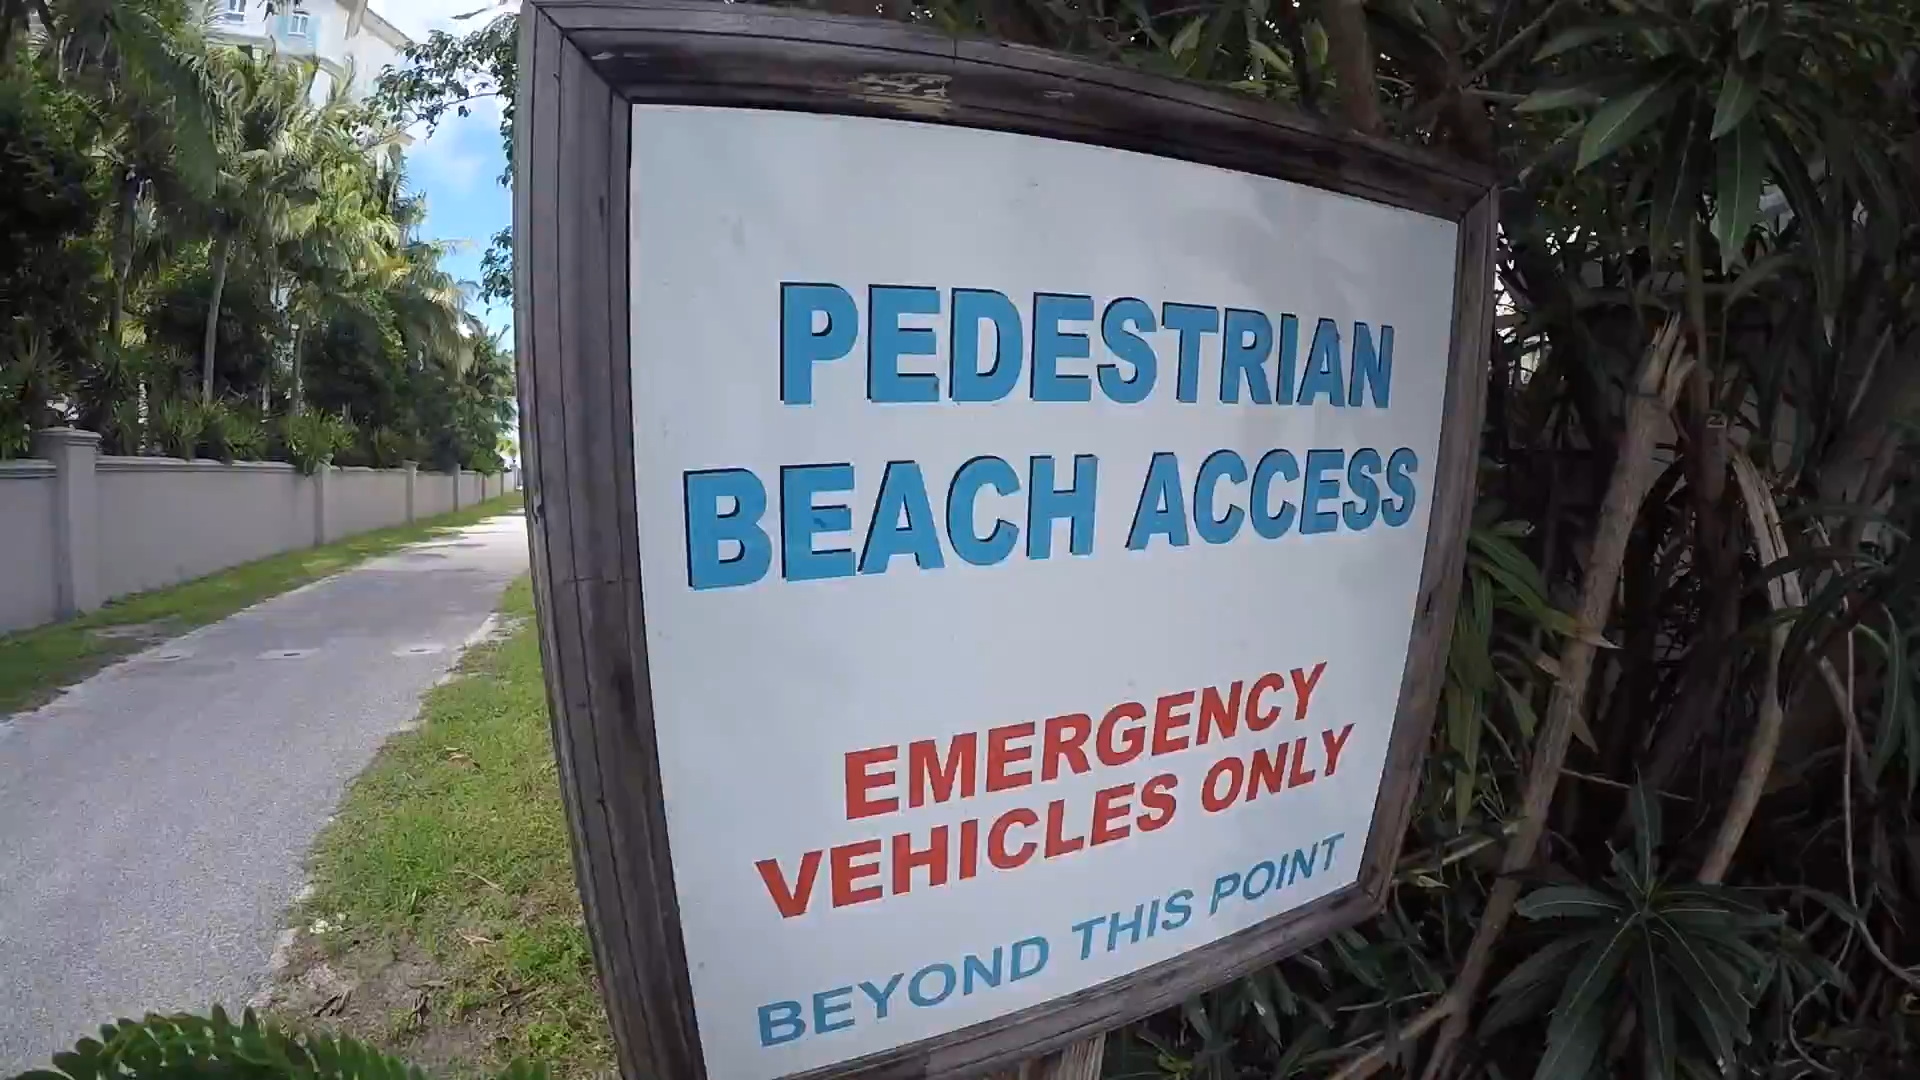 PEDESTRIAN
BEACH ACCESS
EMERGENCY
VEHICLES ONLY
BEYOND THIS POINT